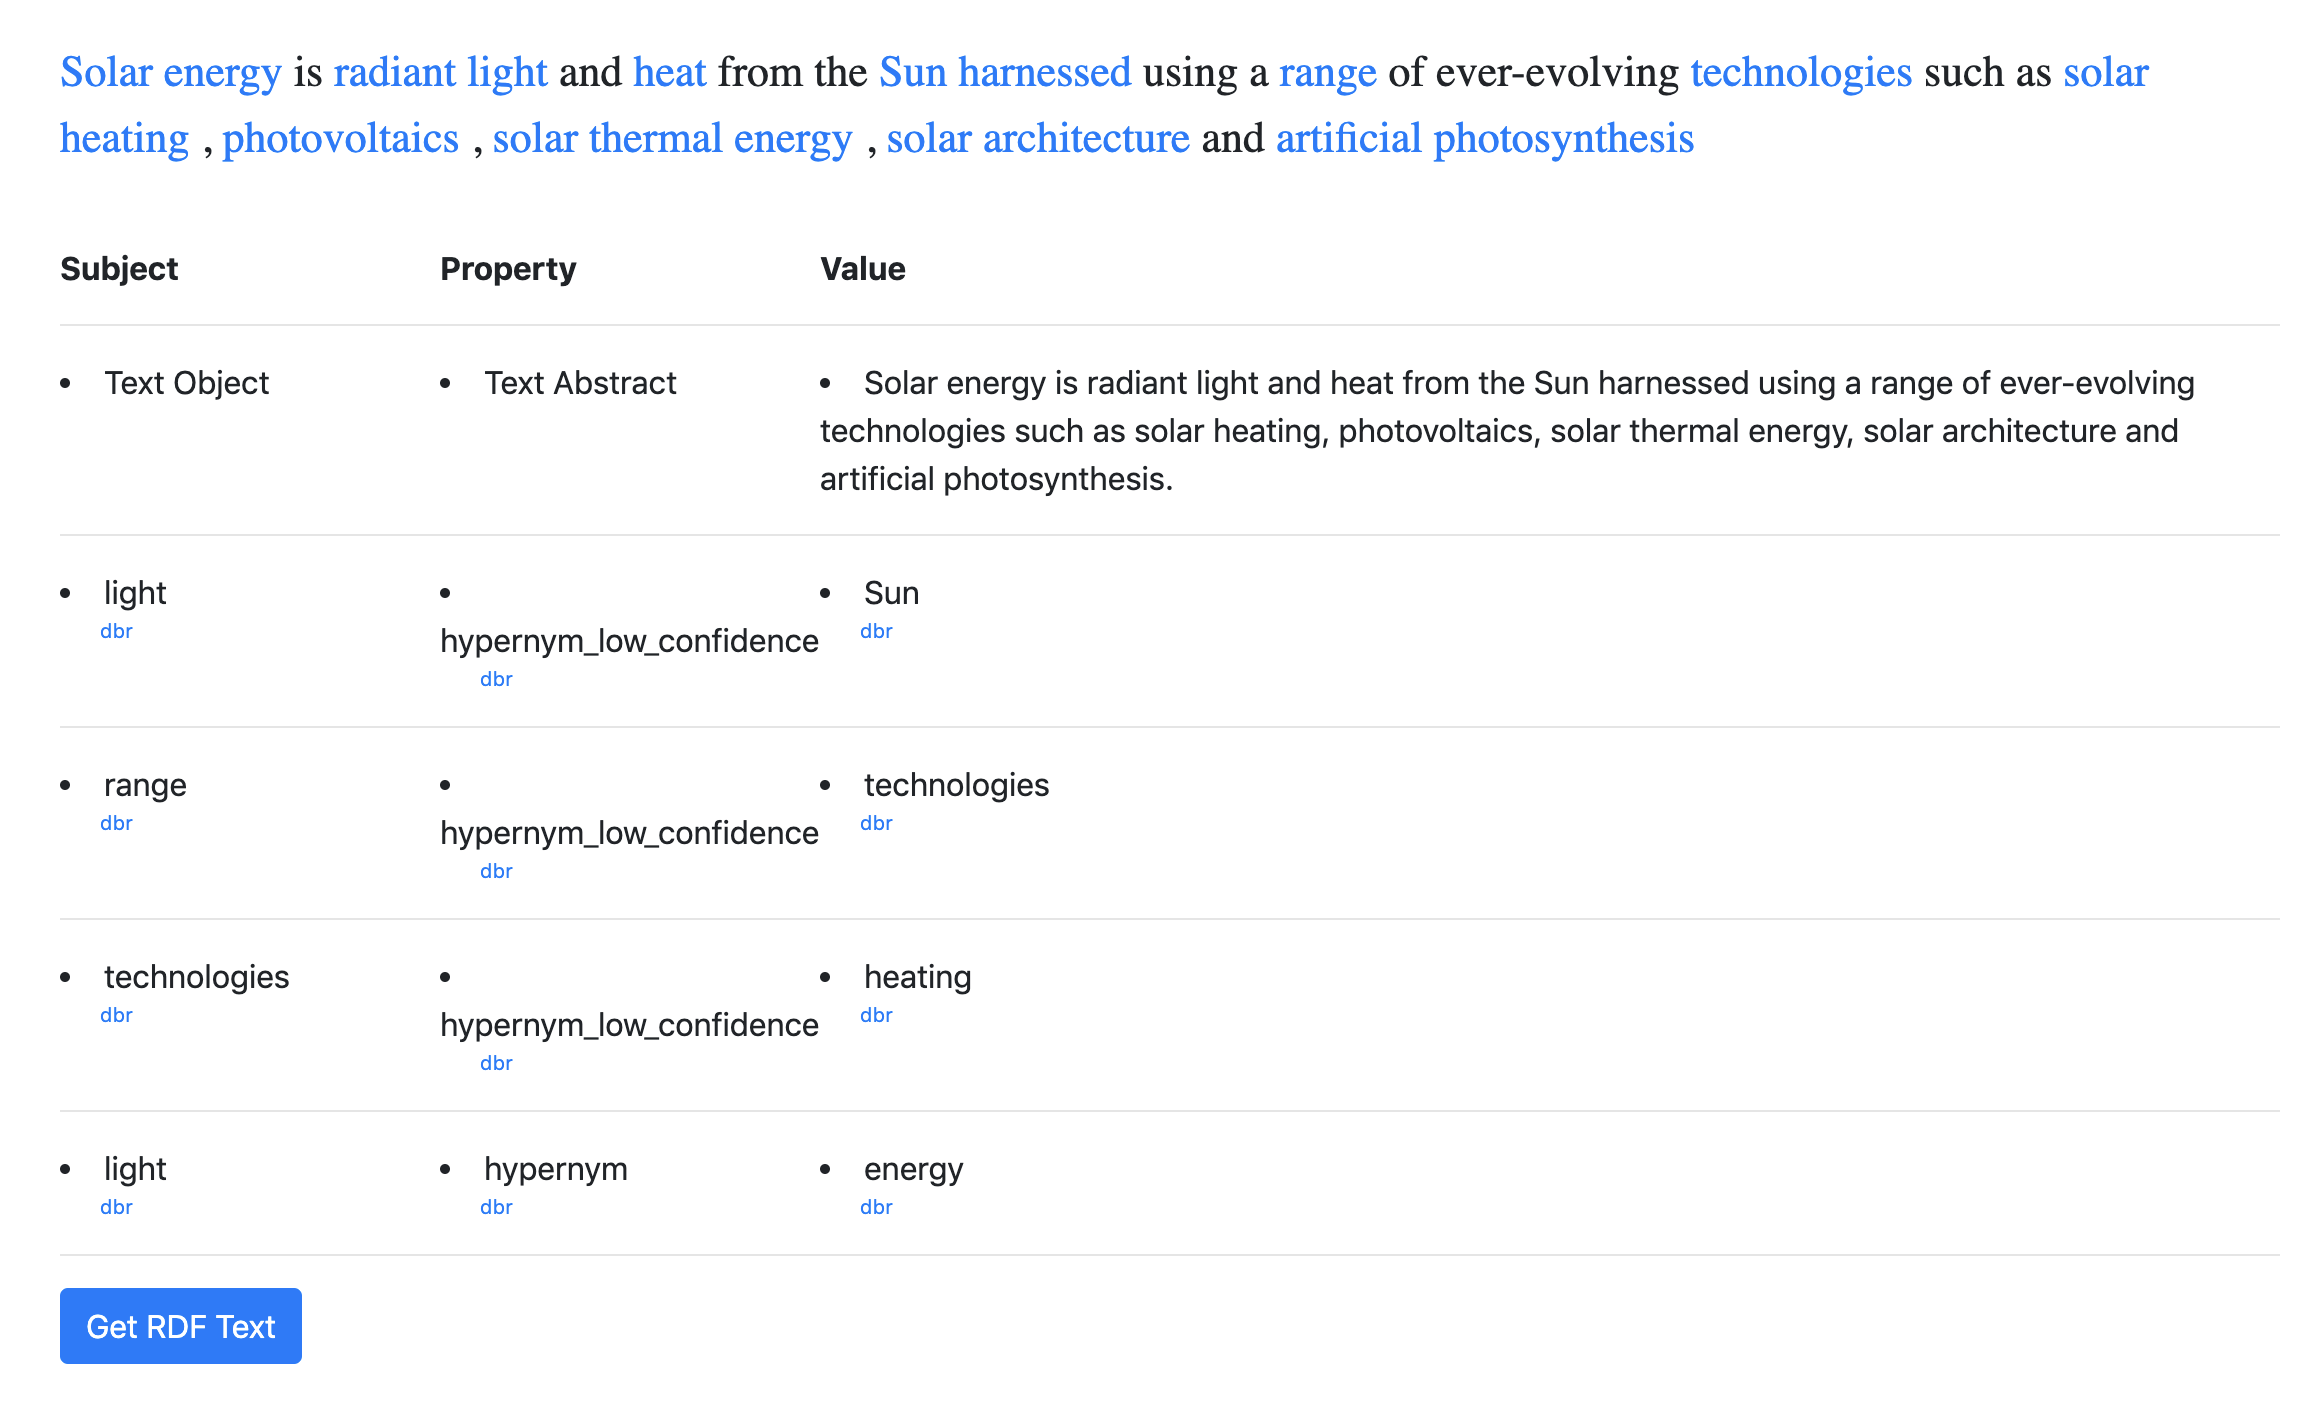 Solar energy is radiant light and heat from the Sun harnessed using a range of ever-evolving technologies such as solar
heating , photovoltaics , solar thermal energy , solar architecture and artificial photosynthesis
Subject Property Value
• Text Object • Text Abstract • Solar energy is radiant light and heat from the Sun harnessed using a range of ever-evolving
technologies such as solar heating, photovoltaics, solar thermal energy, solar architecture and
artificial photosynthesis.
• light • • Sun
dbr dbr
hypernym_low_confidence
dbr
• range • • technologies
dbr dbr
hypernym_low_confidence
dbr
• technologies • • heating
dbr dbr
hypernym_low_confidence
dbr
• light • hypernym • energy
dbr dbr dbr
Get RDF Text